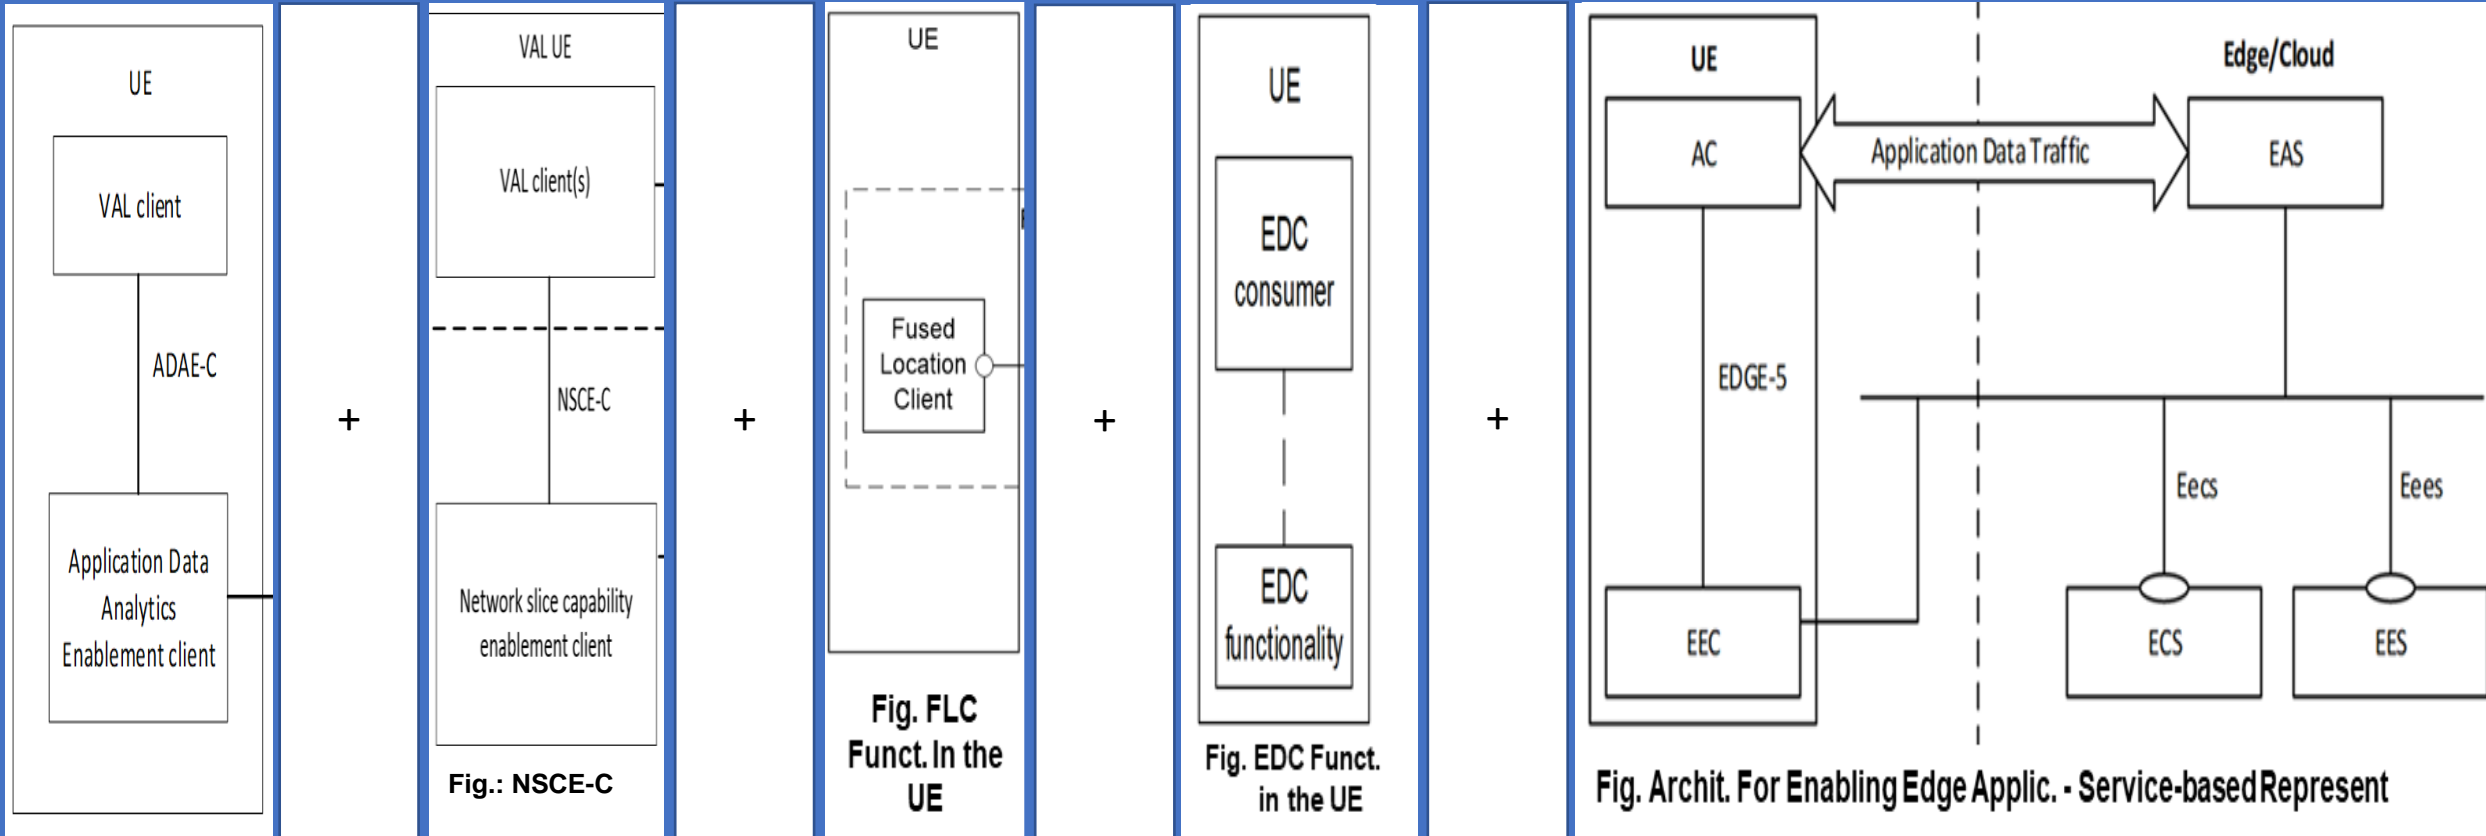 UE
VAL client
ADAE-C
Application Data
Analytics
Enablement client
+
VAL UE
VAL client(s)
NSCE-C
Network slice capability
enablement client
Fig.: NSCE-C
+
UE
Fused
Location
Client
Fig. FLC
Funct. In the
UE
+
UE
EDC
consumer
EDC
functionality
Fig. EDC Funct.
in the UE
+
UE
Edge/Cloud
AC
Application Data Traffic
EAS
EDGE-5
Eecs
Eees
EEC
ECS
EES
Fig. Archit. For Enabling Edge Applic. - Service-based Represent